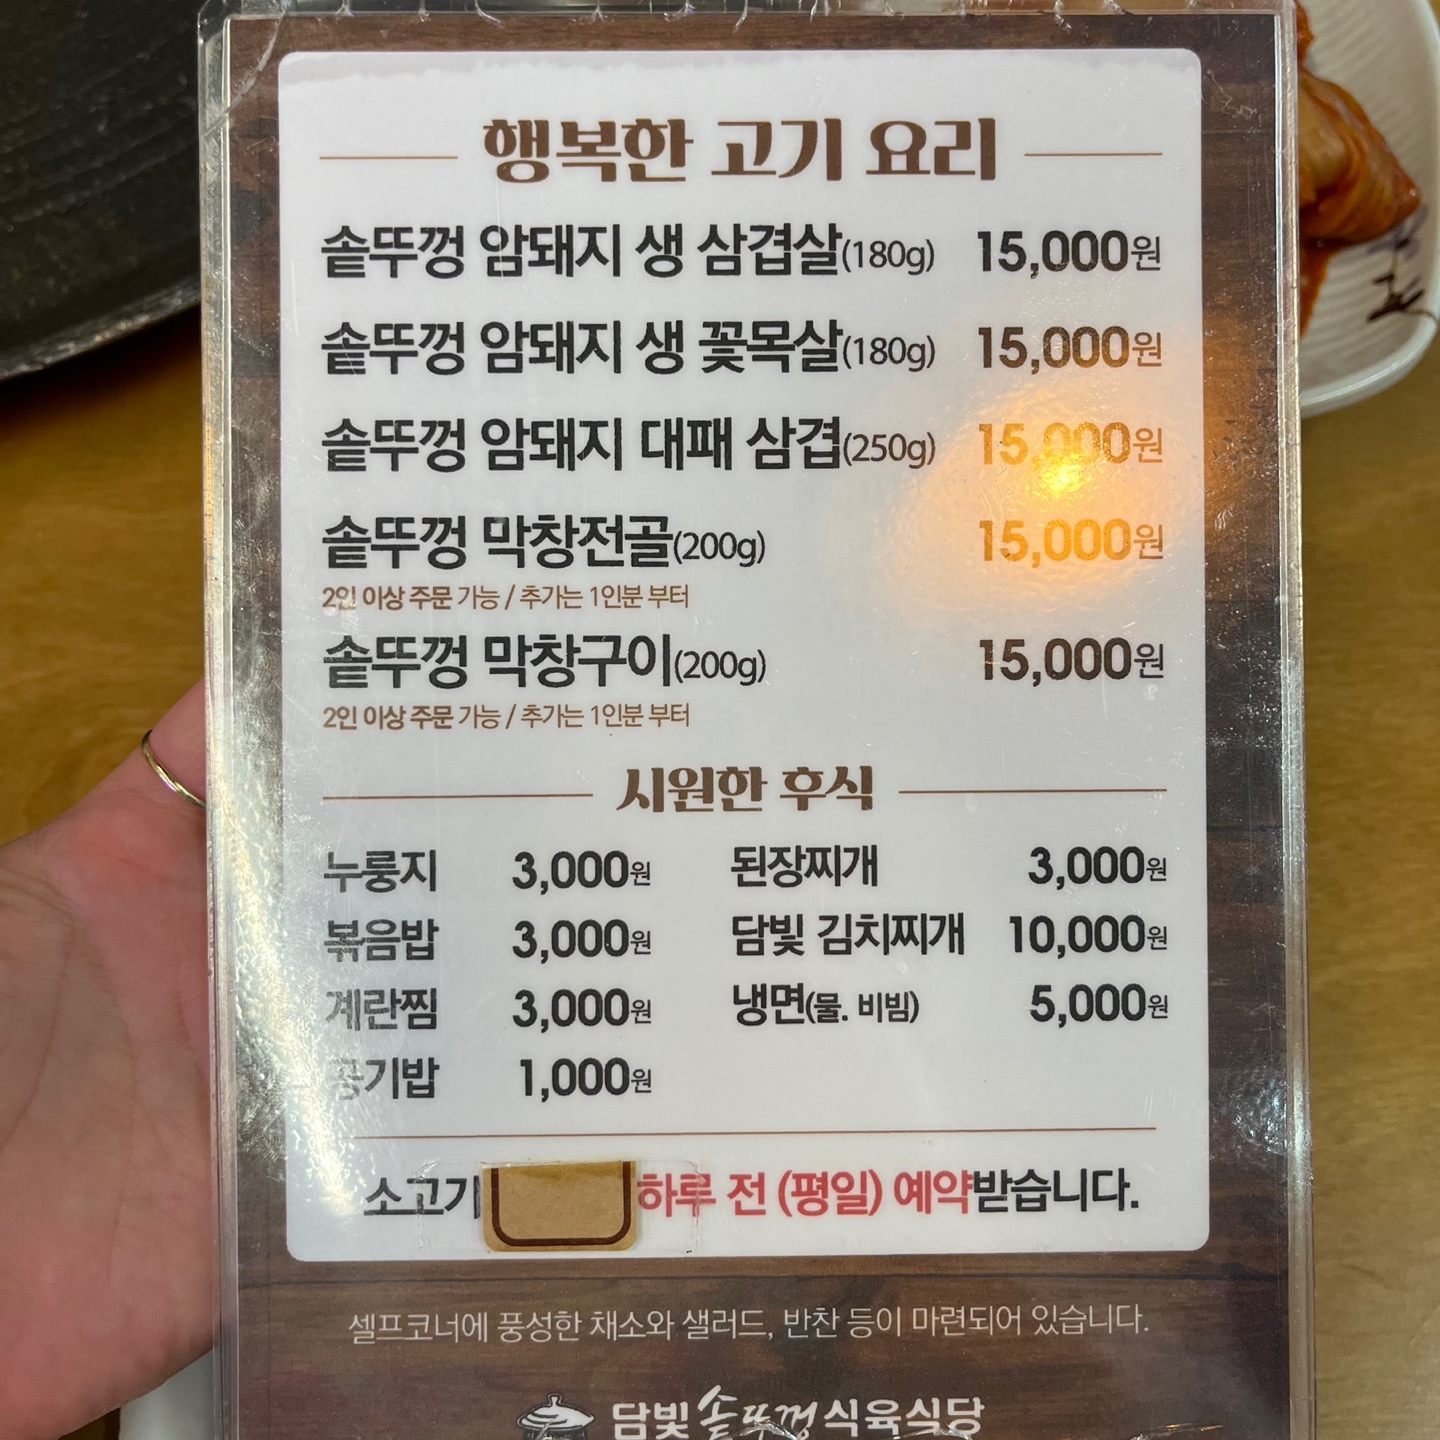 행복한 고기 요리
솥뚜껑 암돼지 생 삼겹살(180g) 15,000원
솥뚜껑 암돼지 생 꽃목살(180g) 15,000원
솥뚜껑 암돼지 대패 삼겹(250g) 15,000원
솥뚜껑 막창전골(200g) 15,000원
2인 이상 주문 가능 / 추가는 1인분 부터
솥뚜껑 막창구이(200g) 15,000원
2인 이상 주문 가능 / 추가는 1인분 부터
시원한 후식
누룽지 3,000원 된장찌개 3,000원
볶음밥 3,000원 담빛 김치찌개 10,000원
계란찜 3,000원 냉면(물. 비빔) 5,000원
공기밥 1,000원
소고기 하루 전 (평일) 예약받습니다.
셀프코너에 풍성한 채소와 샐러드, 반찬 등이 마련되어 있습니다.
담빛 솥뚜껑식육식당